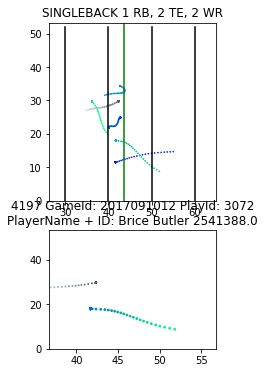 SINGLEBACK 1 RB, 2 TE, 2 WR
50
40
30
20
10
0
30 40 50 60
4197 GameId: 2017091012 PlayId: 3072
PlayerName + ID: Brice Butler 2541388.0
40
20
0
40 45 50 55